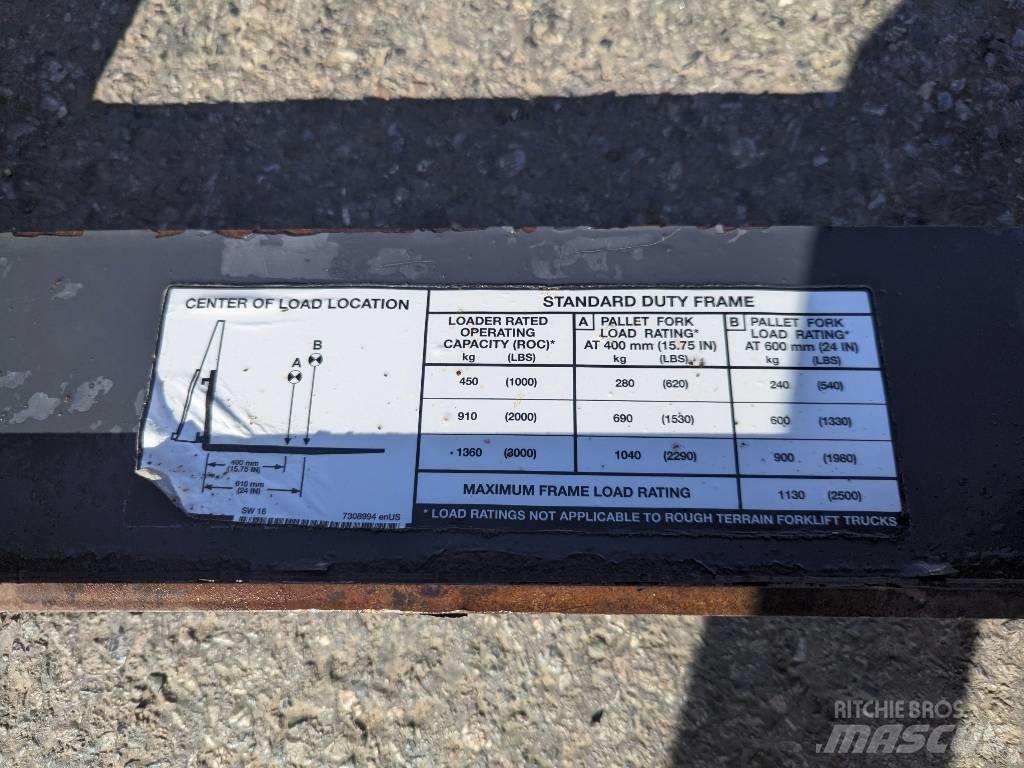 CENTER OF LOAD LOCATION
A
B
400 mm
(15.75 IN)
610 mm
(24 IN)
SW 16
7308994 enUS
STANDARD DUTY FRAME
LOADER RATED
OPERATING
CAPACITY (ROC)*
kg (LBS)
A PALLET FORK
LOAD RATING*
AT 400 mm (15.75 IN)
kg (LBS)
B PALLET FORK
LOAD RATING*
AT 600 mm (24 IN)
kg (LBS)
450 (1000) 280 (620) 240 (540)
910 (2000) 690 (1530) 600 (1330)
1360 (3000) 1040 (2290) 900 (1980)
MAXIMUM FRAME LOAD RATING 1130 (2500)
* LOAD RATINGS NOT APPLICABLE TO ROUGH TERRAIN FORKLIFT TRUCKS
RITCHIE BROS
MASCUS